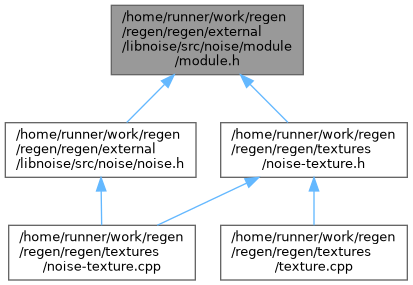 /home/runner/work/regen
/regen/regen/external
/libnoise/src/noise/module
/module.h
/home/runner/work/regen
/regen/regen/external
/libnoise/src/noise/noise.h
/home/runner/work/regen
/regen/regen/textures
/noise-texture.h
/home/runner/work/regen
/regen/regen/textures
/noise-texture.cpp
/home/runner/work/regen
/regen/regen/textures
/texture.cpp